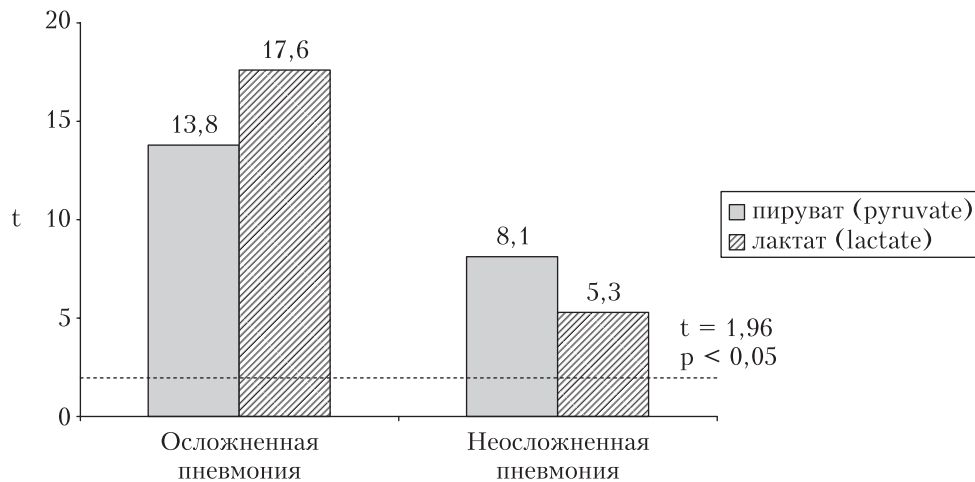 20
17,6
15
13,8
t
10
8,1
пируват (pyruvate)
лактат (lactate)
5,3
5
t = 1,96
p < 0,05
0
Осложненная
пневмония
Неосложненная
пневмония